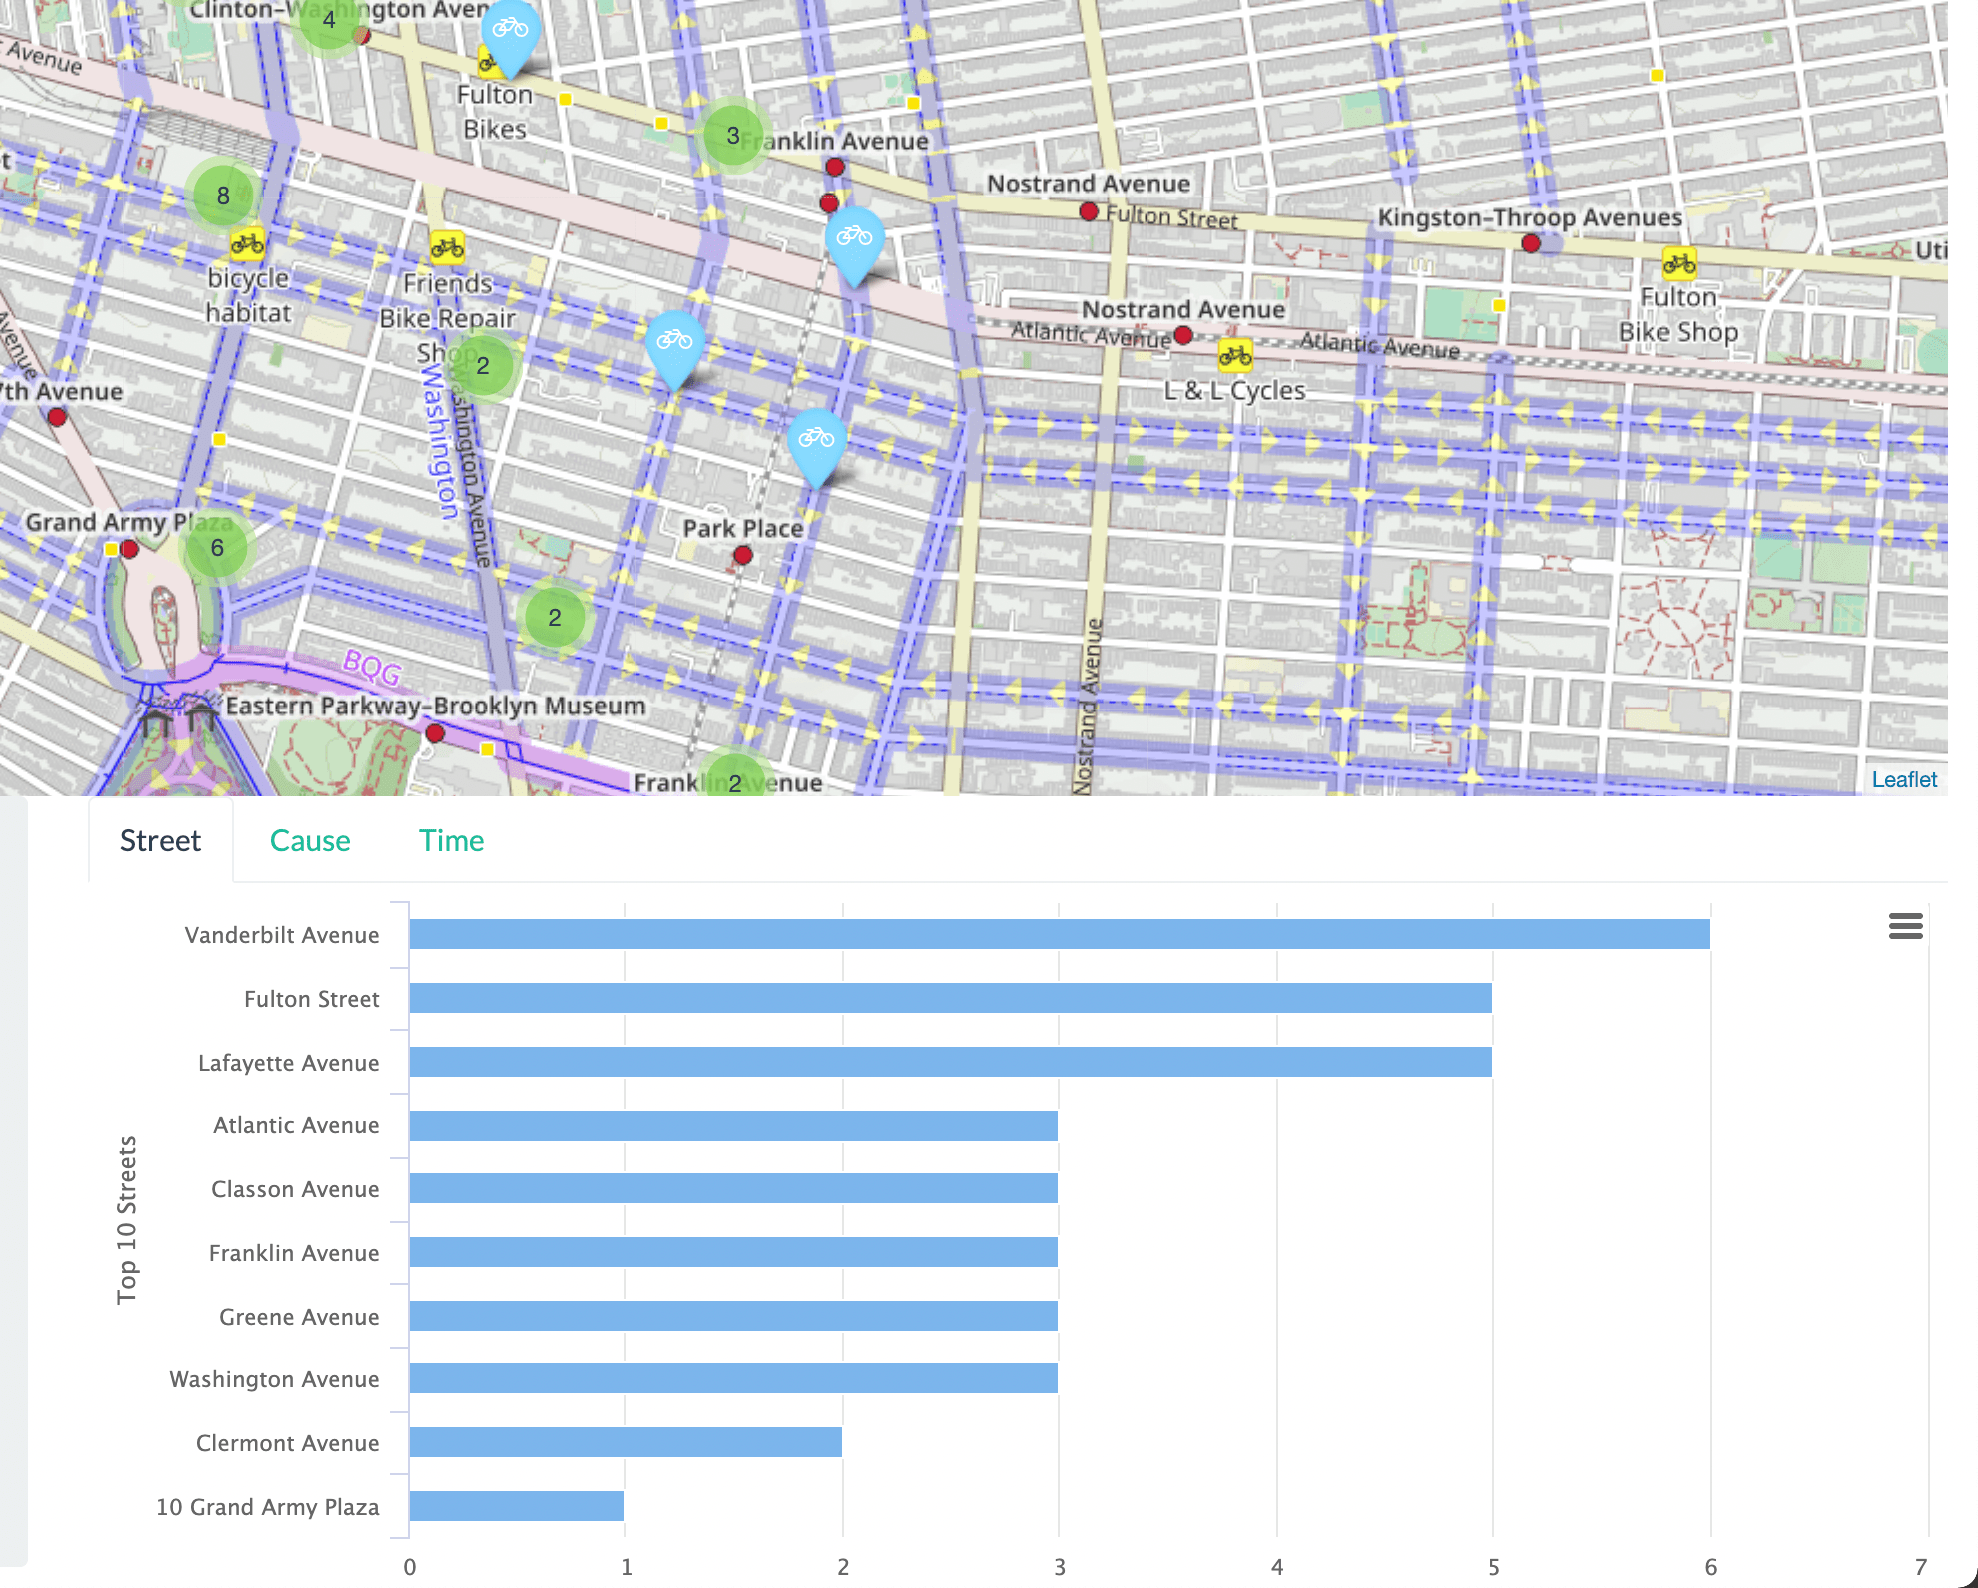 Clinton–Washington Avenu
4
Avenue
Fulton
Bikes
3
Franklin Avenue
8
Nostrand Avenue
Fulton Street
Kingston–Throop Avenues
Uti
bicycle
habitat
Friends
Bike Repair
Shop
2
Fulton
Bike Shop
Nostrand Avenue
Atlantic Avenue
Atlantic Avenue
L & L Cycles
Avenue
7th Avenue
Washington
Washington Avenue
Grand Army Plaza
6
Park Place
2
Nostrand Avenue
BQG
Eastern Parkway–Brooklyn Museum
Franklin Avenue
2
Leaflet
Street
Cause
Time
Top 10 Streets
Vanderbilt Avenue
Fulton Street
Lafayette Avenue
Atlantic Avenue
Classon Avenue
Franklin Avenue
Greene Avenue
Washington Avenue
Clermont Avenue
10 Grand Army Plaza
0 1 2 3 4 5 6 7